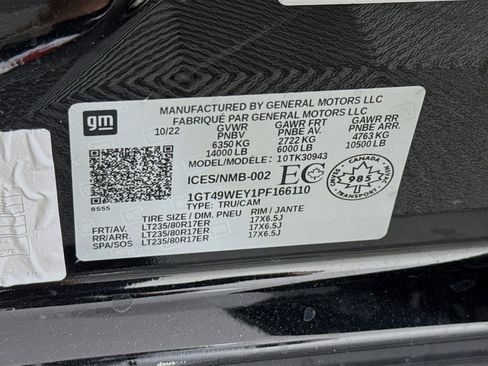 gm
MANUFACTURED BY GENERAL MOTORS LLC
FABRIQUÉ PAR GENERAL MOTORS LLC
10/22 GVWR GAWR FRT GAWR RR
PNBV PNBE AV. PNBE ARR.
6350 KG 2722 KG 4763 KG
14000 LB 6000 LB 10500 LB
MODEL/MODÈLE: 10TK30943
ICES/NMB-002 EC
CANADA
985
1GT49WEY1PF166110
8555
TYPE: TRU/CAM
TIRE SIZE / DIM. PNEU RIM / JANTE
FRT/AV. LT235/80R17ER 17X6.5J
RR/ARR. LT235/80R17ER 17X6.5J
SPA/SOS LT235/80R17ER 17X6.5J